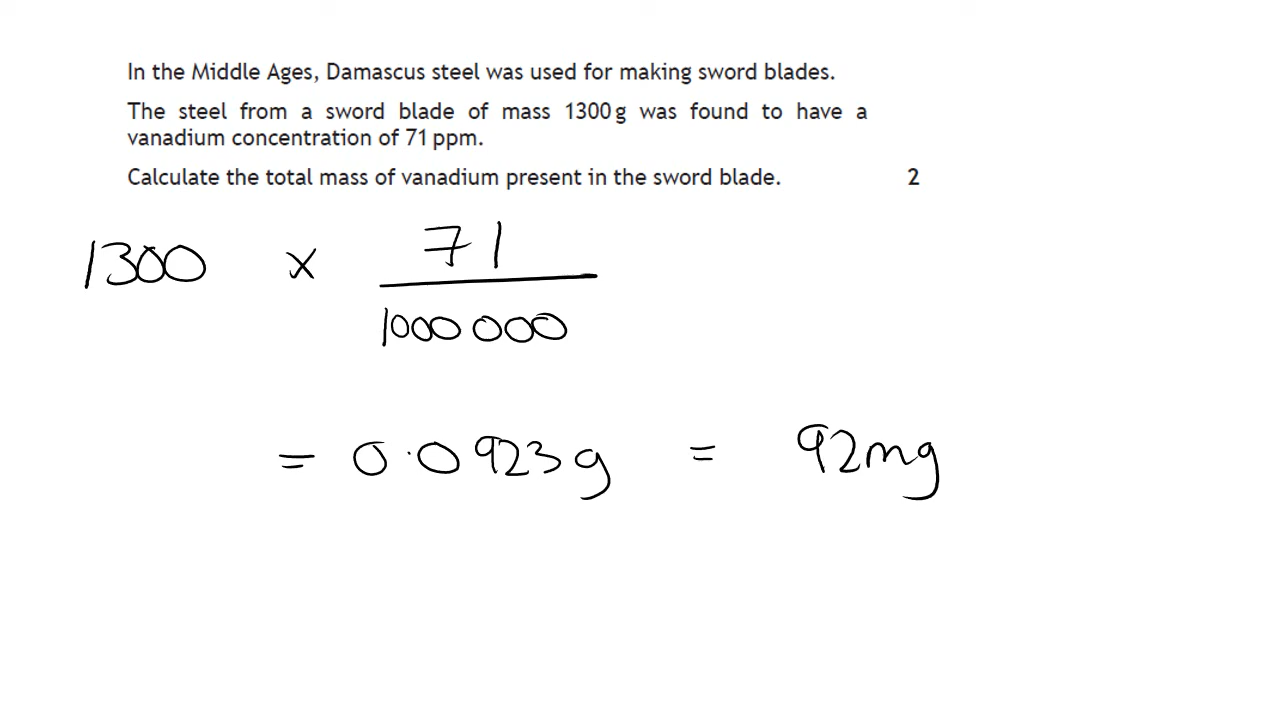 In the Middle Ages, Damascus steel was used for making sword blades.
The steel from a sword blade of mass 1300 g was found to have a
vanadium concentration of 71 ppm.
Calculate the total mass of vanadium present in the sword blade. 2
1300 x 71
1000 000
= 0.0923g = 92mg